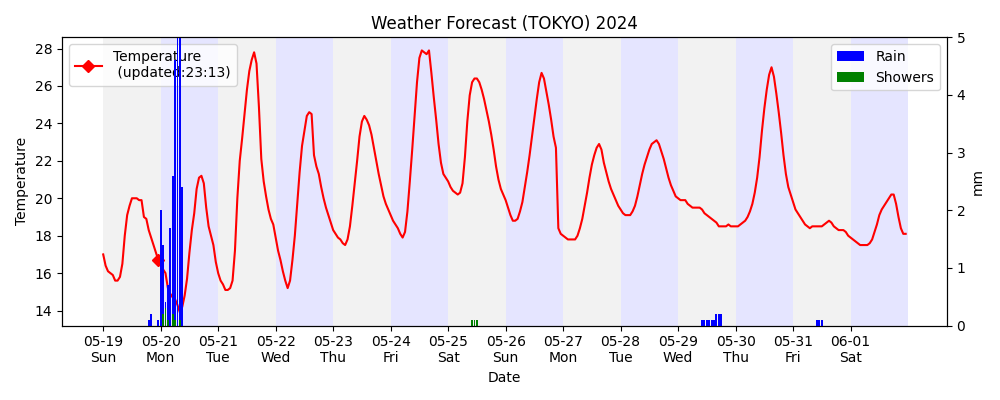 Weather Forecast (TOKYO) 2024
Temperature
(updated:23:13)
Rain
Showers
28
26
24
22
20
18
16
14
Temperature
5
4
3
2
1
0
mm
05-19 05-20 05-21 05-22 05-23 05-24 05-25 05-26 05-27 05-28 05-29 05-30 05-31 06-01
Sun Mon Tue Wed Thu Fri Sat Sun Mon Tue Wed Thu Fri Sat
Date